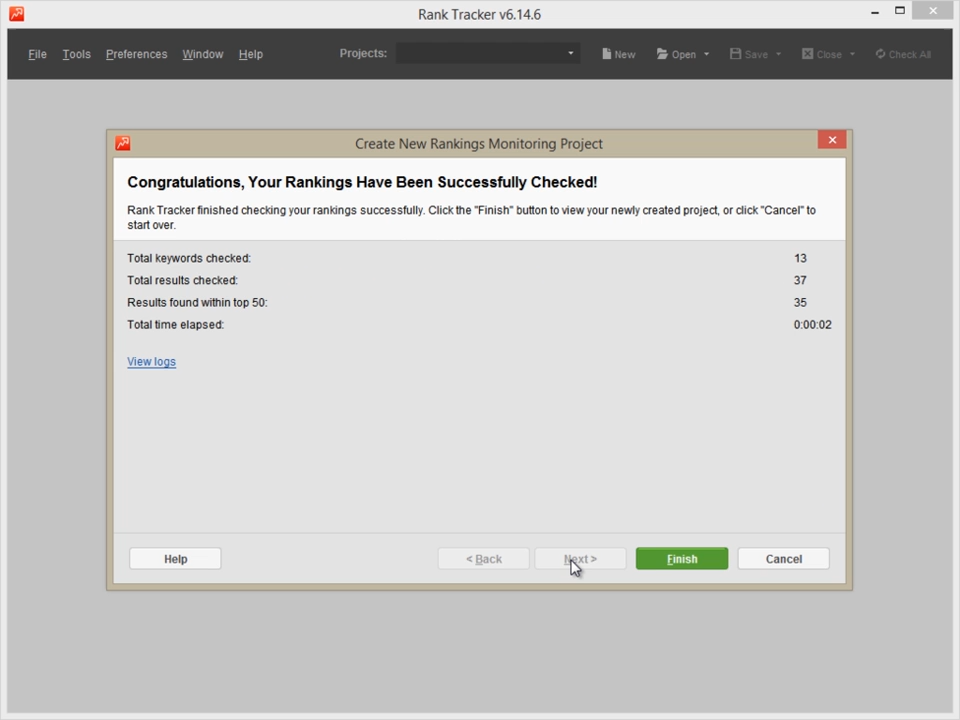 Rank Tracker v6.14.6
File Tools Preferences Window Help Projects: New Open Save Close Check All
Create New Rankings Monitoring Project
Congratulations, Your Rankings Have Been Successfully Checked!
Rank Tracker finished checking your rankings successfully. Click the "Finish" button to view your newly created project, or click "Cancel" to
start over.
Total keywords checked: 13
Total results checked: 37
Results found within top 50: 35
Total time elapsed: 0:00:02
View logs
Help < Back Next > Finish Cancel